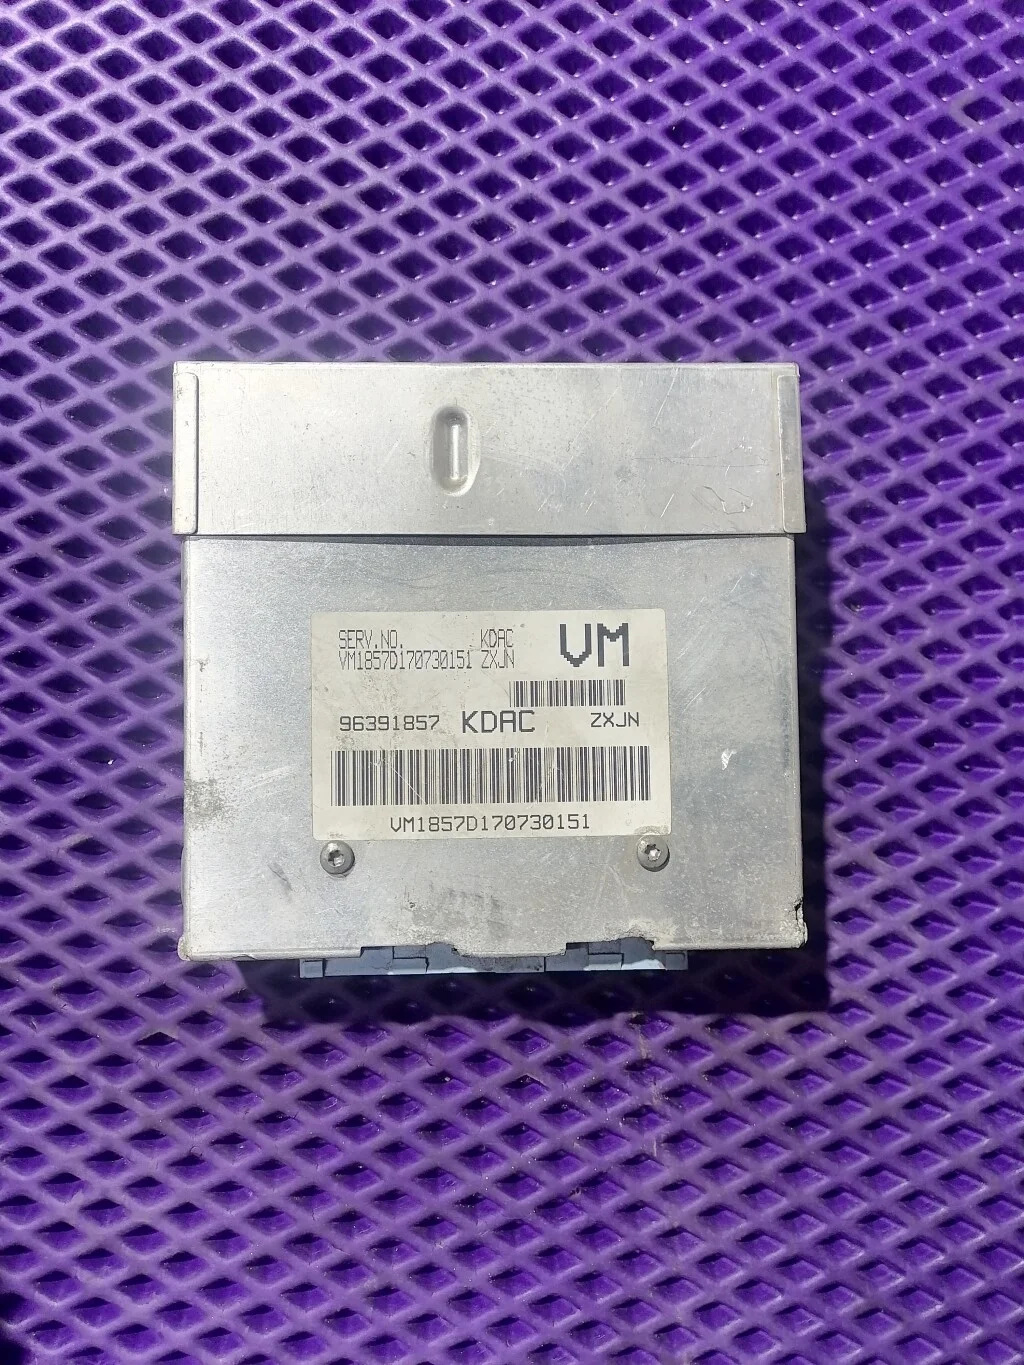 SERV.NO. KDAC
VM1857D170730151 ZXJN
VM
96391857 KDAC ZXJN
VM1857D170730151